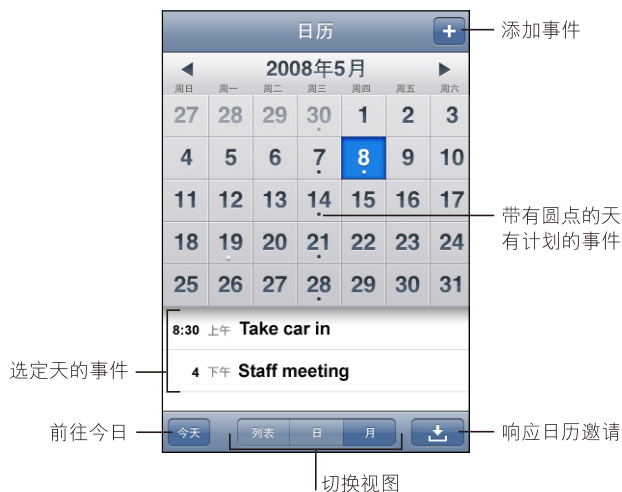 日历
+
添加事件
2008年5月
周日 周一 周二 周三 周四 周五 周六
27 28 29 30 1 2 3
4 5 6 7 8 9 10
11 12 13 14 15 16 17
带有圆点的天
有计划的事件
18 19 20 21 22 23 24
25 26 27 28 29 30 31
8:30 上午 Take car in
4 下午 Staff meeting
选定天的事件
前往今日
今天
列表 日 月
响应日历邀请
切换视图